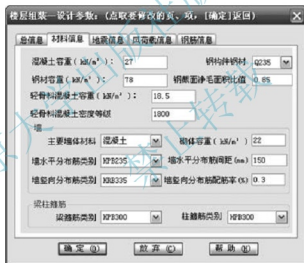 楼层组装—设计参数：（点取要修改的页、项，[确定]返回）
总信息 材料信息 地震信息 风荷载信息 钢筋信息
混凝土容重(kN/m³)： 27 钢构件钢材 Q235
钢材容重(kN/m³)： 78 钢截面净毛面积比值 0.85
轻骨料混凝土容重(kN/m³)： 18.5
轻骨料混凝土密度等级 1800
墙
主要墙体材料 混凝土 砌体容重(kN/m³) 22
墙水平分布筋类别 HPB235 墙水平分布筋间距(mm) 150
墙竖向分布筋类别 HRB335 墙竖向分布筋配筋率(%) 0.3
梁柱箍筋
梁箍筋类别 HPB300 柱箍筋类别 HPB300
确定(O) 放弃(C) 帮助(H)